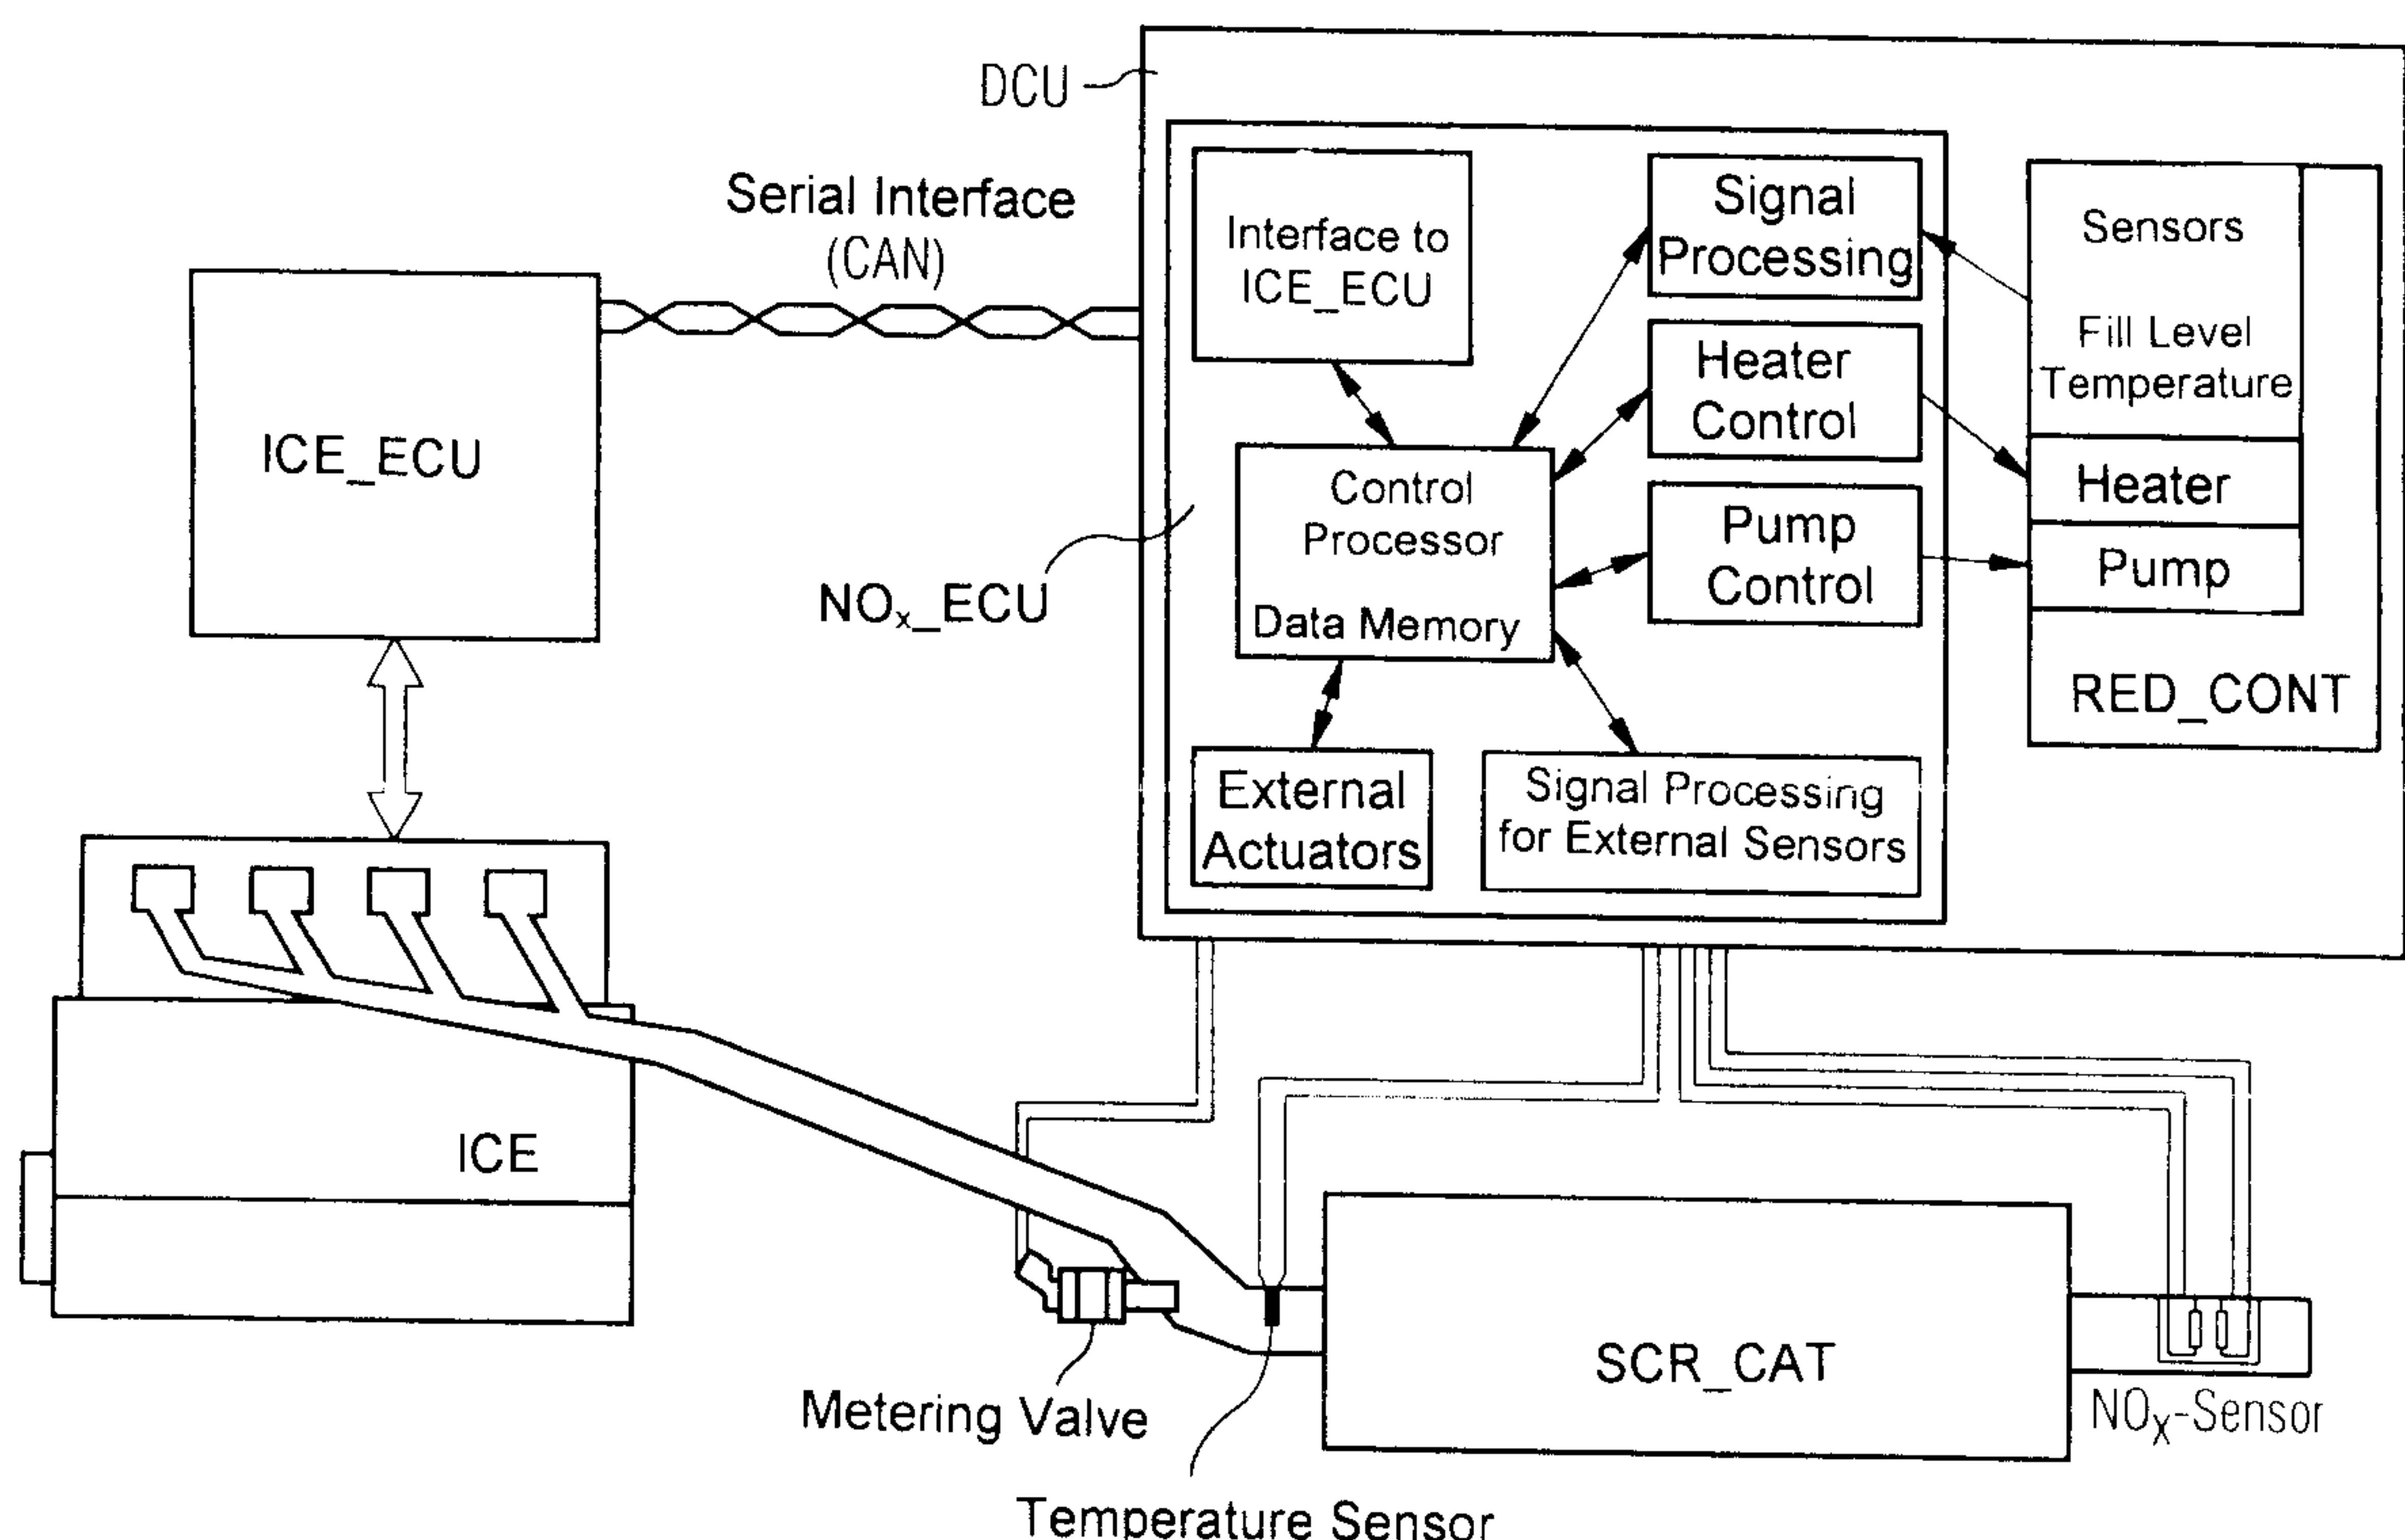 DCU
Serial Interface
(CAN)
Interface to
ICE_ECU
Signal
Processing
Sensors
Fill Level
Temperature
Heater
Control
Heater
ICE_ECU
Control
Processor
Data Memory
Pump
Control
Pump
NOₓ_ECU
RED_CONT
External
Actuators
Signal Processing
for External Sensors
ICE
SCR_CAT
Metering Valve
NOₓ-Sensor
Temperature Sensor